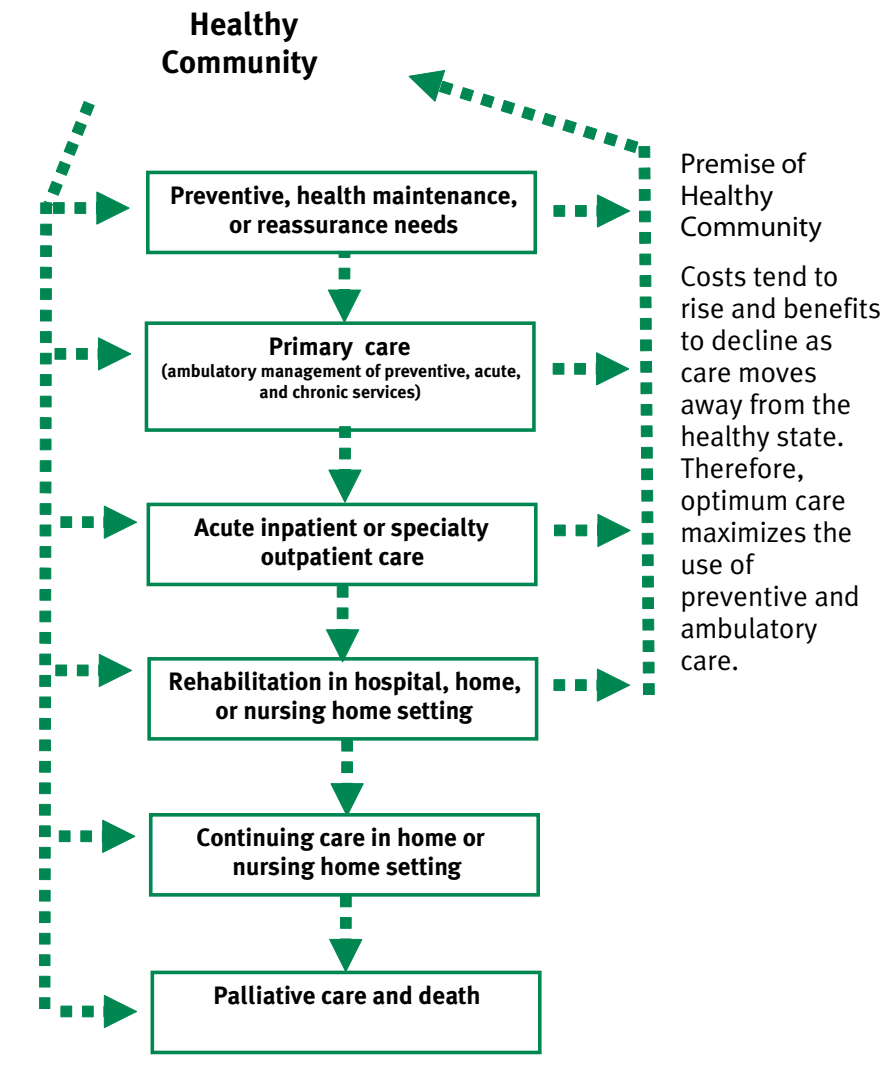 Healthy
Community
Preventive, health maintenance,
or reassurance needs
Primary care
(ambulatory management of preventive, acute,
and chronic services)
Acute inpatient or specialty
outpatient care
Rehabilitation in hospital, home,
or nursing home setting
Continuing care in home or
nursing home setting
Palliative care and death
Premise of
Healthy
Community
Costs tend to
rise and benefits
to decline as
care moves
away from the
healthy state.
Therefore,
optimum care
maximizes the
use of
preventive and
ambulatory
care.